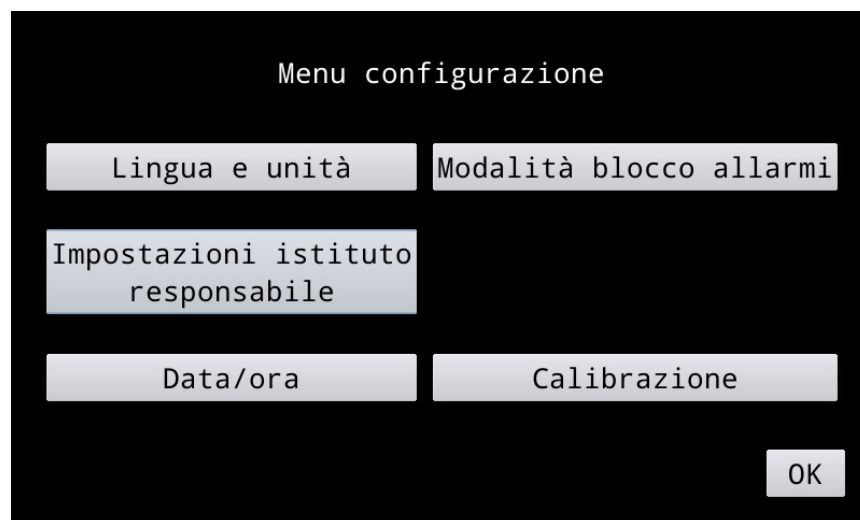 Menu configurazione
Lingua e unità
Modalità blocco allarmi
Impostazioni istituto
responsabile
Data/ora
Calibrazione
OK